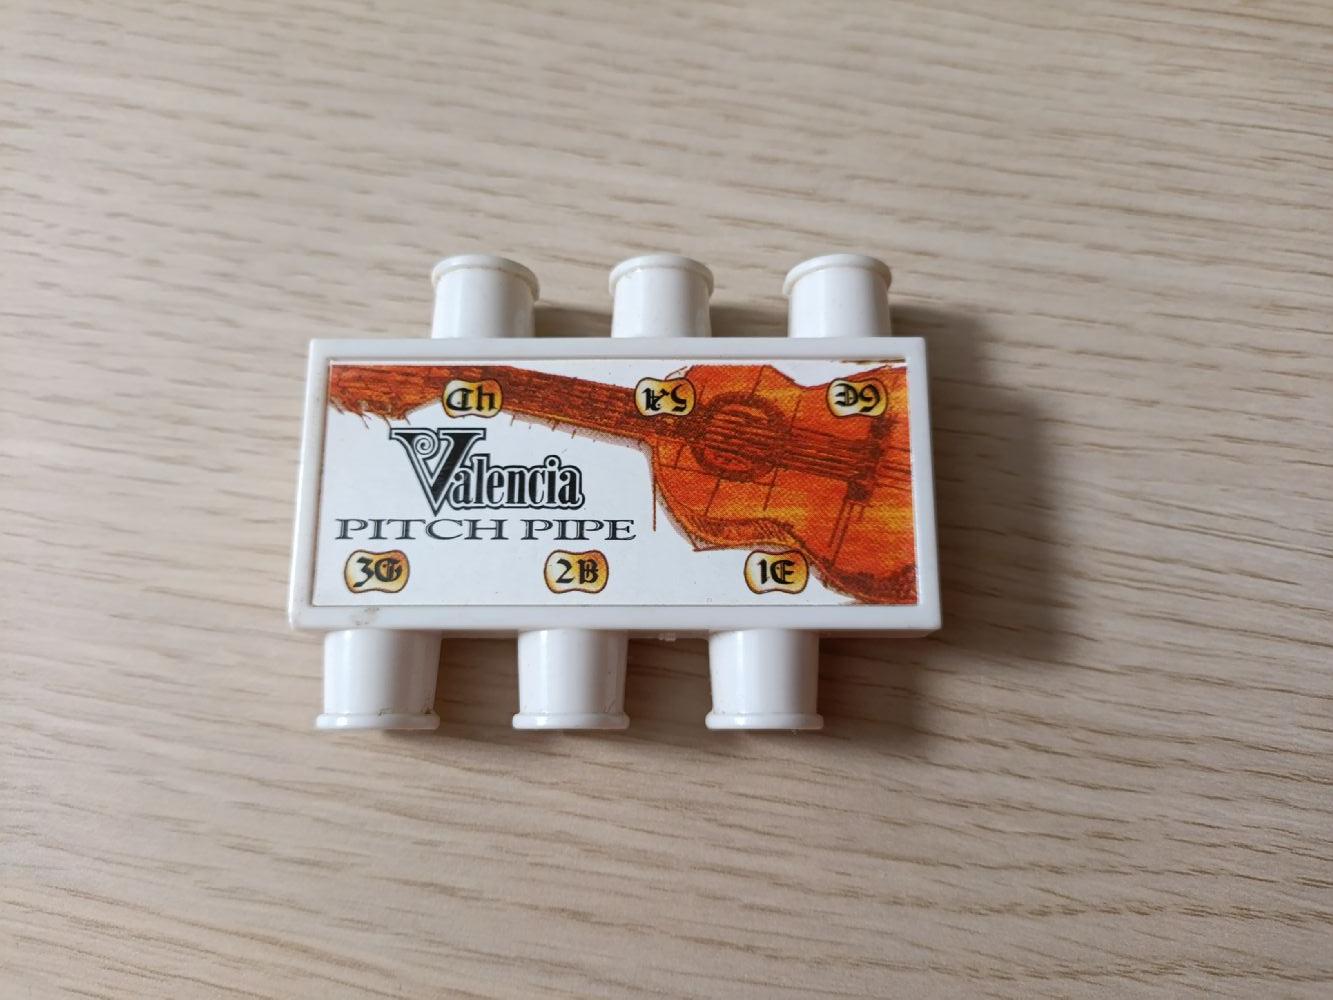 4D 5A 6E
Valencia
PITCH PIPE
3G 2B 1E